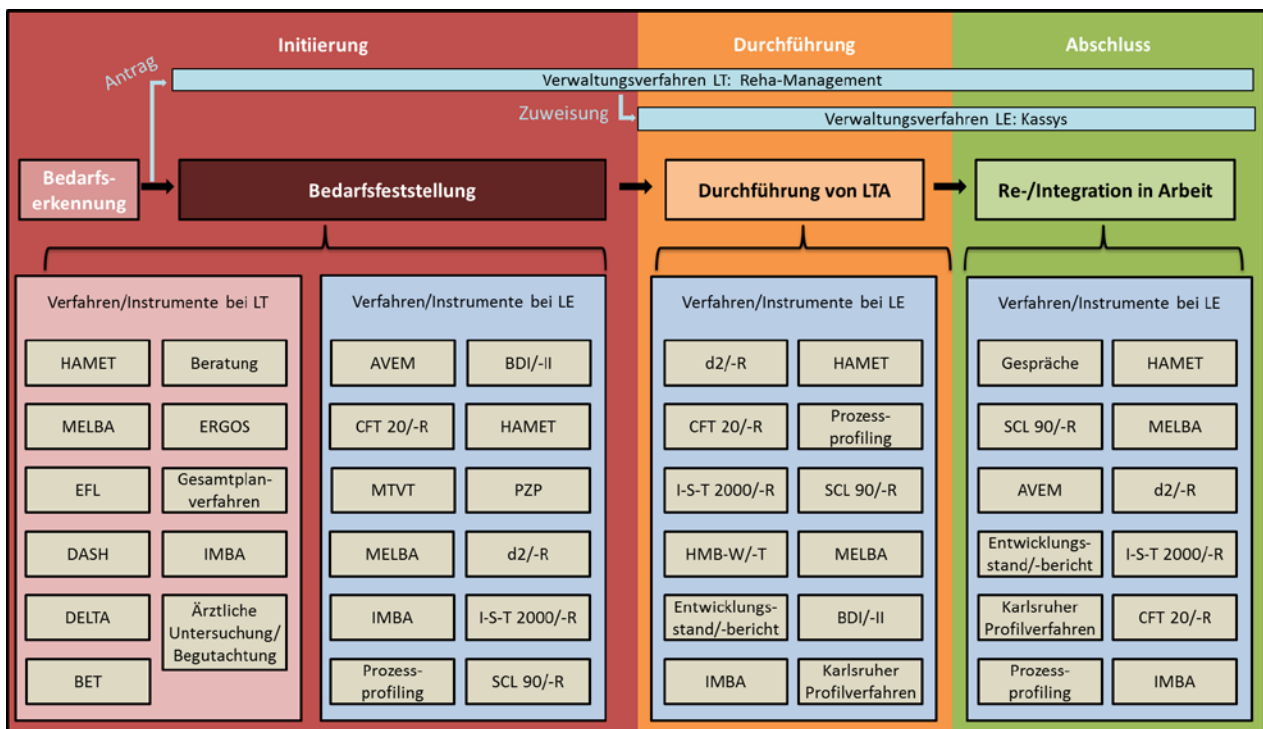 Initiierung
Durchführung
Abschluss
Antrag
Verwaltungsverfahren LT: Reha-Management
Zuweisung
Verwaltungsverfahren LE: Kassys
Bedarfs-
erkennung
Bedarfsfeststellung
Durchführung von LTA
Re-/Integration in Arbeit
Verfahren/Instrumente bei LT
HAMET
Beratung
MELBA
ERGOS
EFL
Gesamtplan-
verfahren
DASH
IMBA
DELTA
Ärztliche
Untersuchung/
Begutachtung
BET
Verfahren/Instrumente bei LE
AVEM
BDI/-II
CFT 20/-R
HAMET
MTVT
PZP
MELBA
d2/-R
IMBA
I-S-T 2000/-R
Prozess-
profiling
SCL 90/-R
Verfahren/Instrumente bei LE
d2/-R
HAMET
CFT 20/-R
Prozess-
profiling
I-S-T 2000/-R
SCL 90/-R
HMB-W/-T
MELBA
Entwicklungs-
stand/-bericht
BDI/-II
IMBA
Karlsruher
Profilverfahren
Verfahren/Instrumente bei LE
Gespräche
HAMET
SCL 90/-R
MELBA
AVEM
d2/-R
Entwicklungs-
stand/-bericht
I-S-T 2000/-R
Karlsruher
Profilverfahren
CFT 20/-R
Prozess-
profiling
IMBA